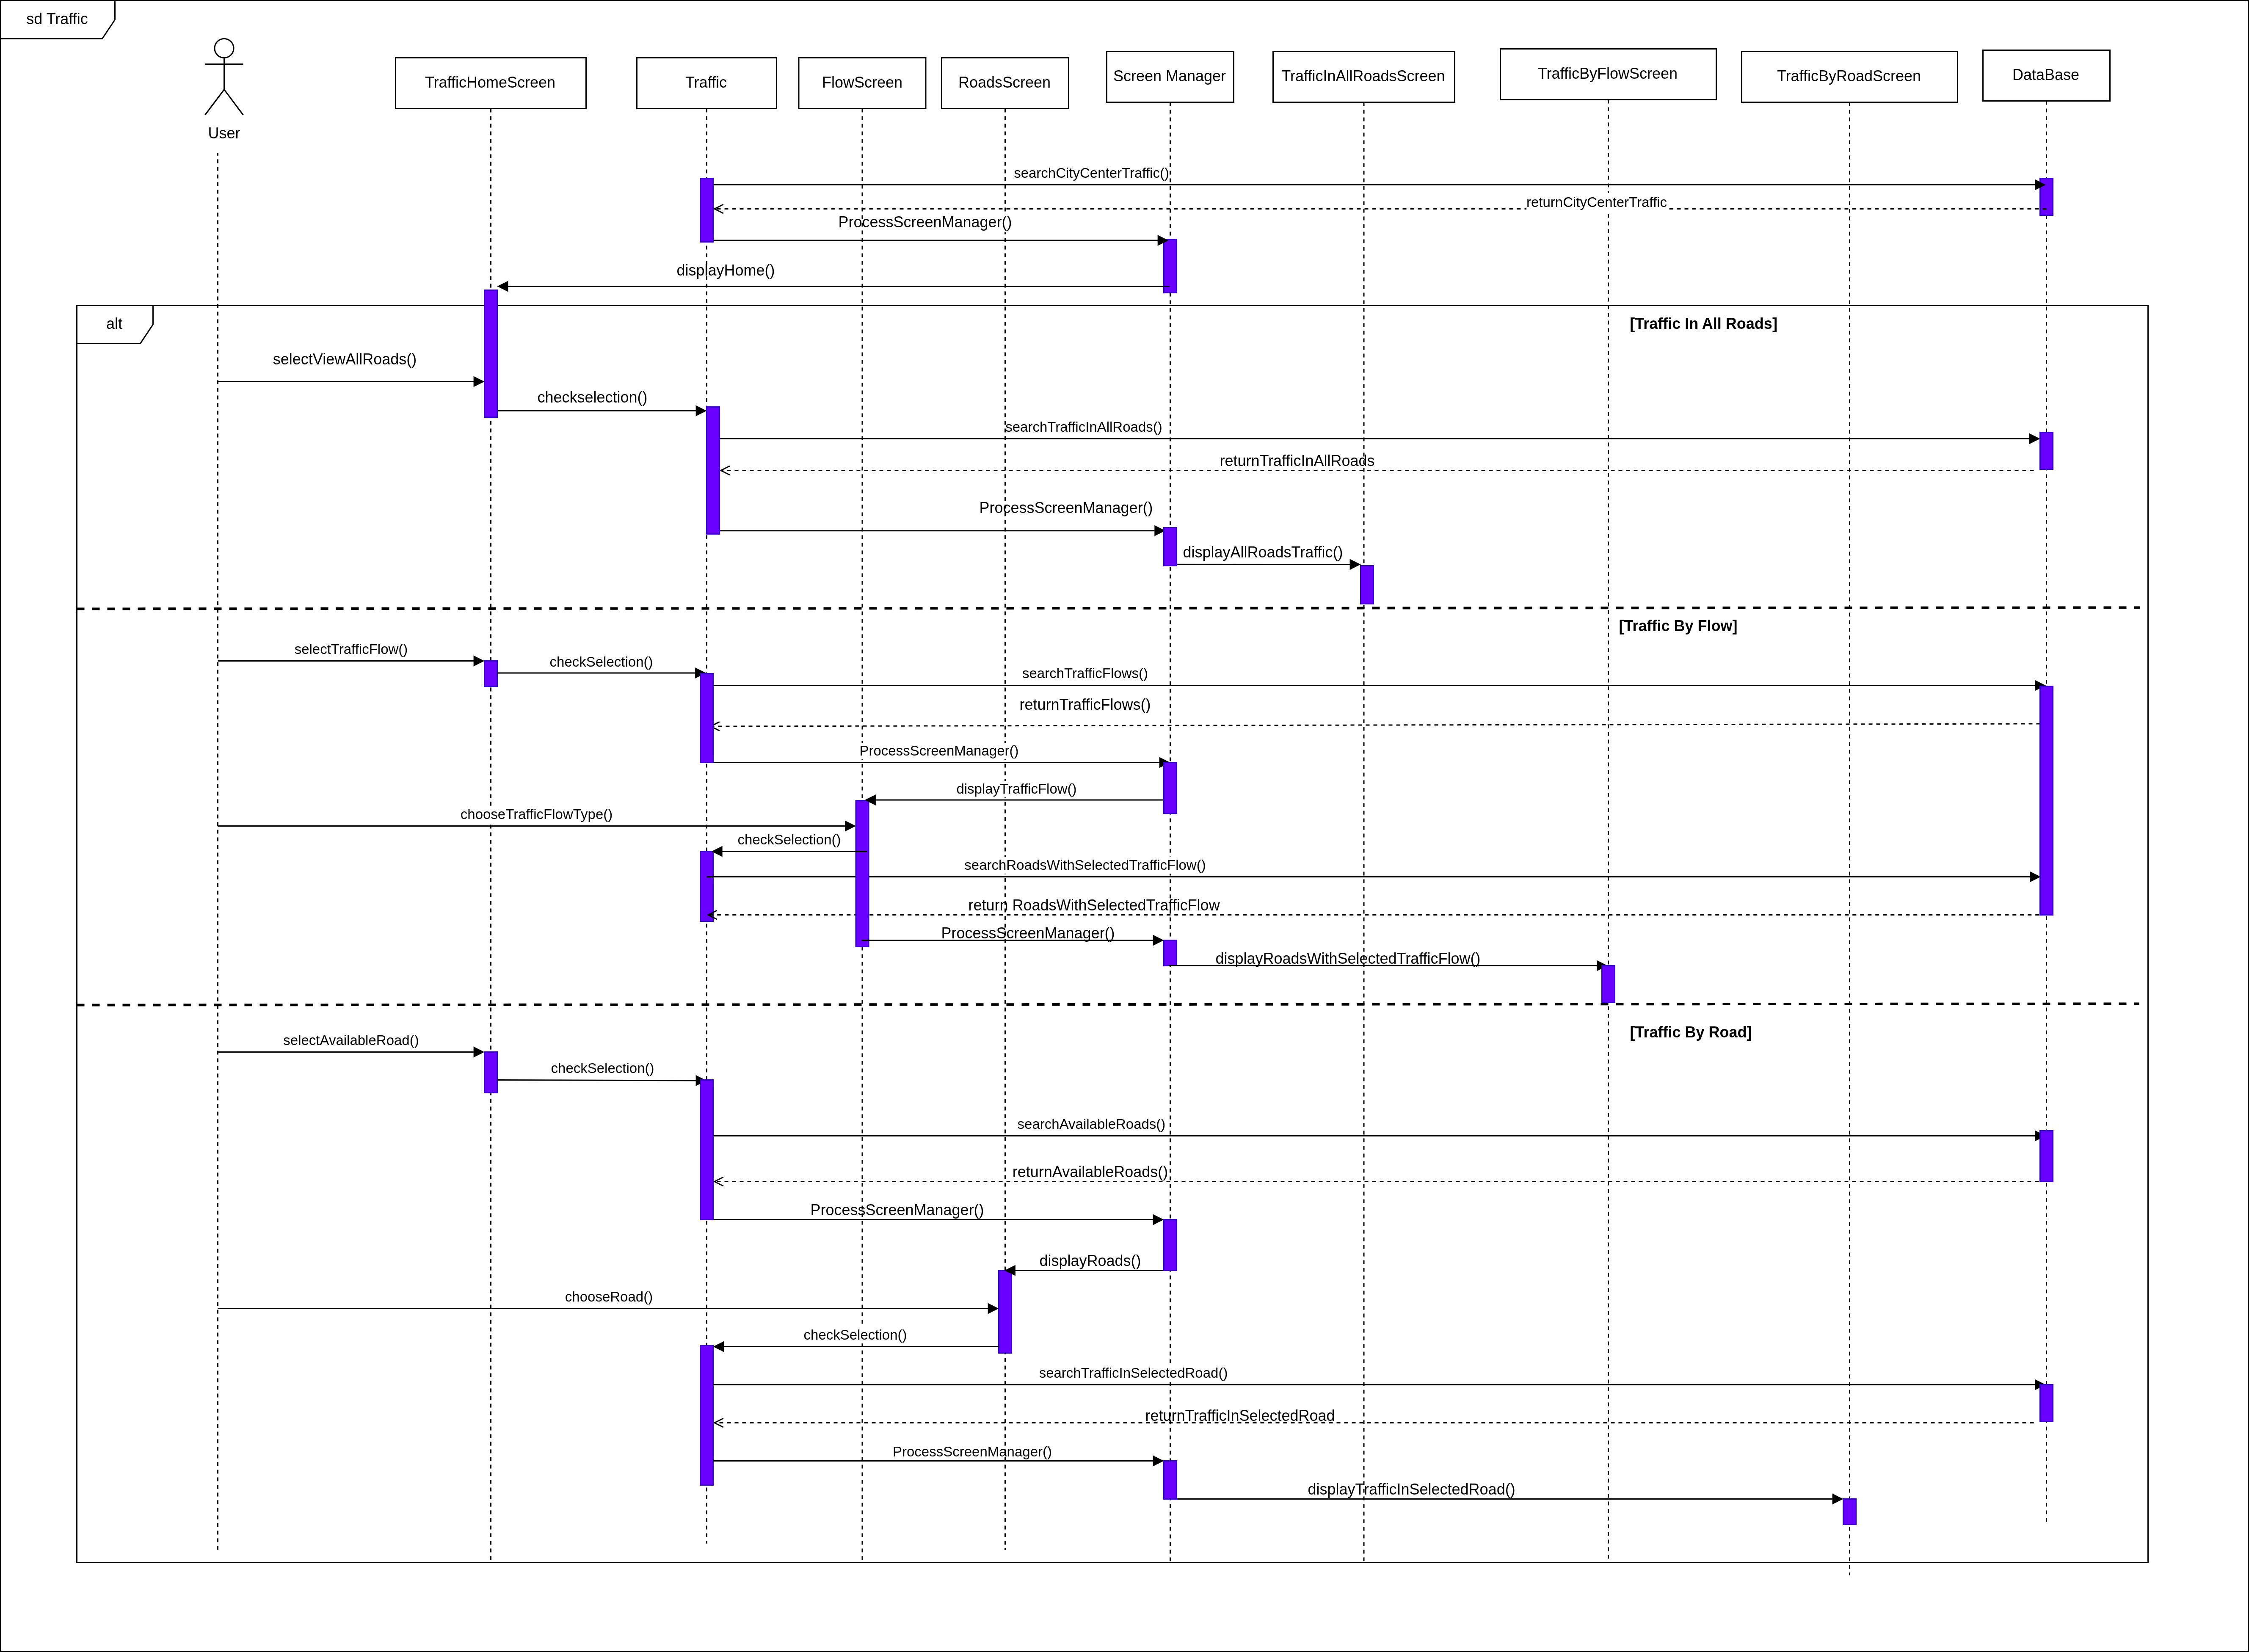 sd Traffic
User
TrafficHomeScreen
Traffic
FlowScreen
RoadsScreen
Screen Manager
TrafficInAllRoadsScreen
TrafficByFlowScreen
TrafficByRoadScreen
DataBase
searchCityCenterTraffic()
returnCityCenterTraffic
ProcessScreenManager()
displayHome()
alt
[Traffic In All Roads]
selectViewAllRoads()
checkselection()
searchTrafficInAllRoads()
returnTrafficInAllRoads
ProcessScreenManager()
displayAllRoadsTraffic()
[Traffic By Flow]
selectTrafficFlow()
checkSelection()
searchTrafficFlows()
returnTrafficFlows()
ProcessScreenManager()
displayTrafficFlow()
chooseTrafficFlowType()
checkSelection()
searchRoadsWithSelectedTrafficFlow()
return RoadsWithSelectedTrafficFlow
ProcessScreenManager()
displayRoadsWithSelectedTrafficFlow()
[Traffic By Road]
selectAvailableRoad()
checkSelection()
searchAvailableRoads()
returnAvailableRoads()
ProcessScreenManager()
displayRoads()
chooseRoad()
checkSelection()
searchTrafficInSelectedRoad()
returnTrafficInSelectedRoad
ProcessScreenManager()
displayTrafficInSelectedRoad()